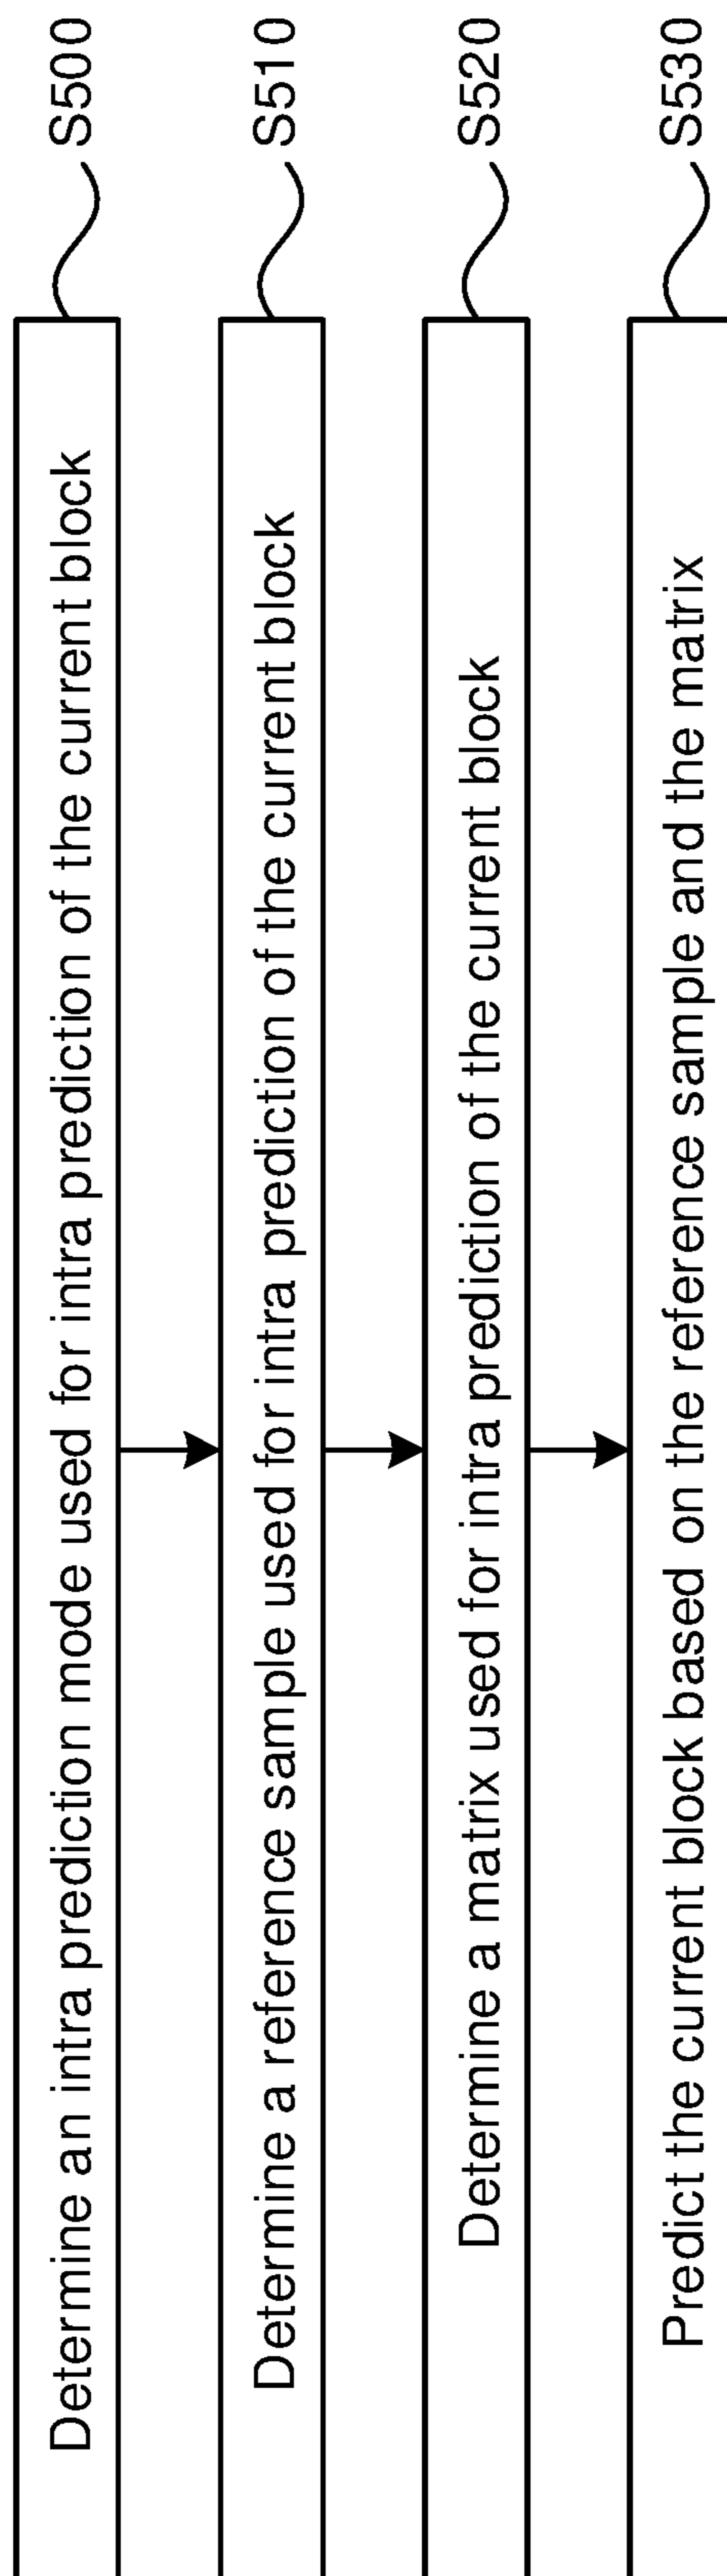 Determine an intra prediction mode used for intra prediction of the current block
S500
Determine a reference sample used for intra prediction of the current block
S510
Determine a matrix used for intra prediction of the current block
S520
Predict the current block based on the reference sample and the matrix
S530